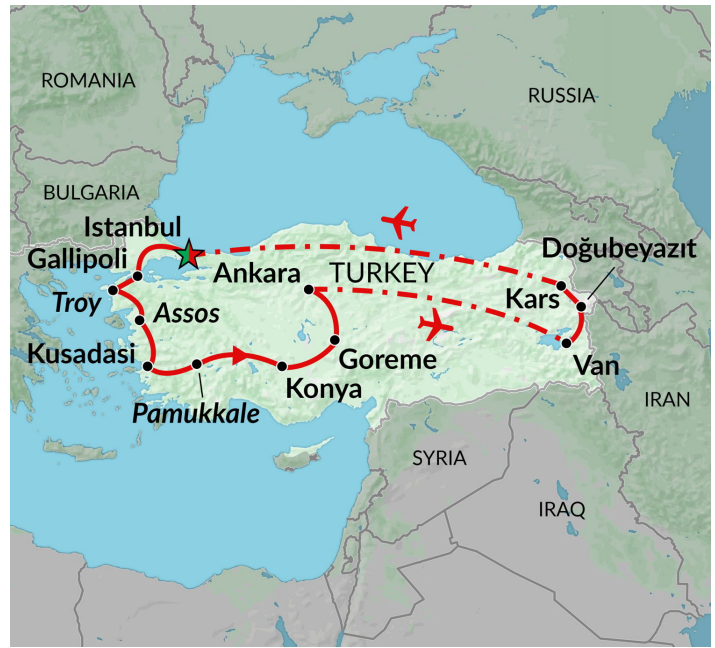 ROMANIA
RUSSIA
BULGARIA
Istanbul
Gallipoli
Ankara
TURKEY
Doğubeyazıt
Troy
Assos
Kars
Kusadasi
Goreme
Van
Konya
Pamukkale
IRAN
SYRIA
IRAQ